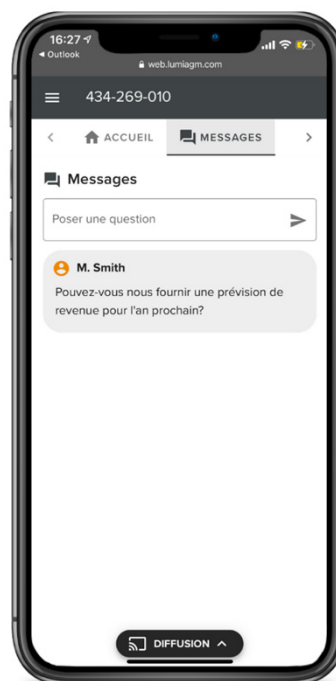 16:27
Outlook
web.lumiagm.com
434-269-010
ACCUEIL
MESSAGES
Messages
Poser une question
M. Smith
Pouvez-vous nous fournir une prévision de
revenue pour l'an prochain?
DIFFUSION